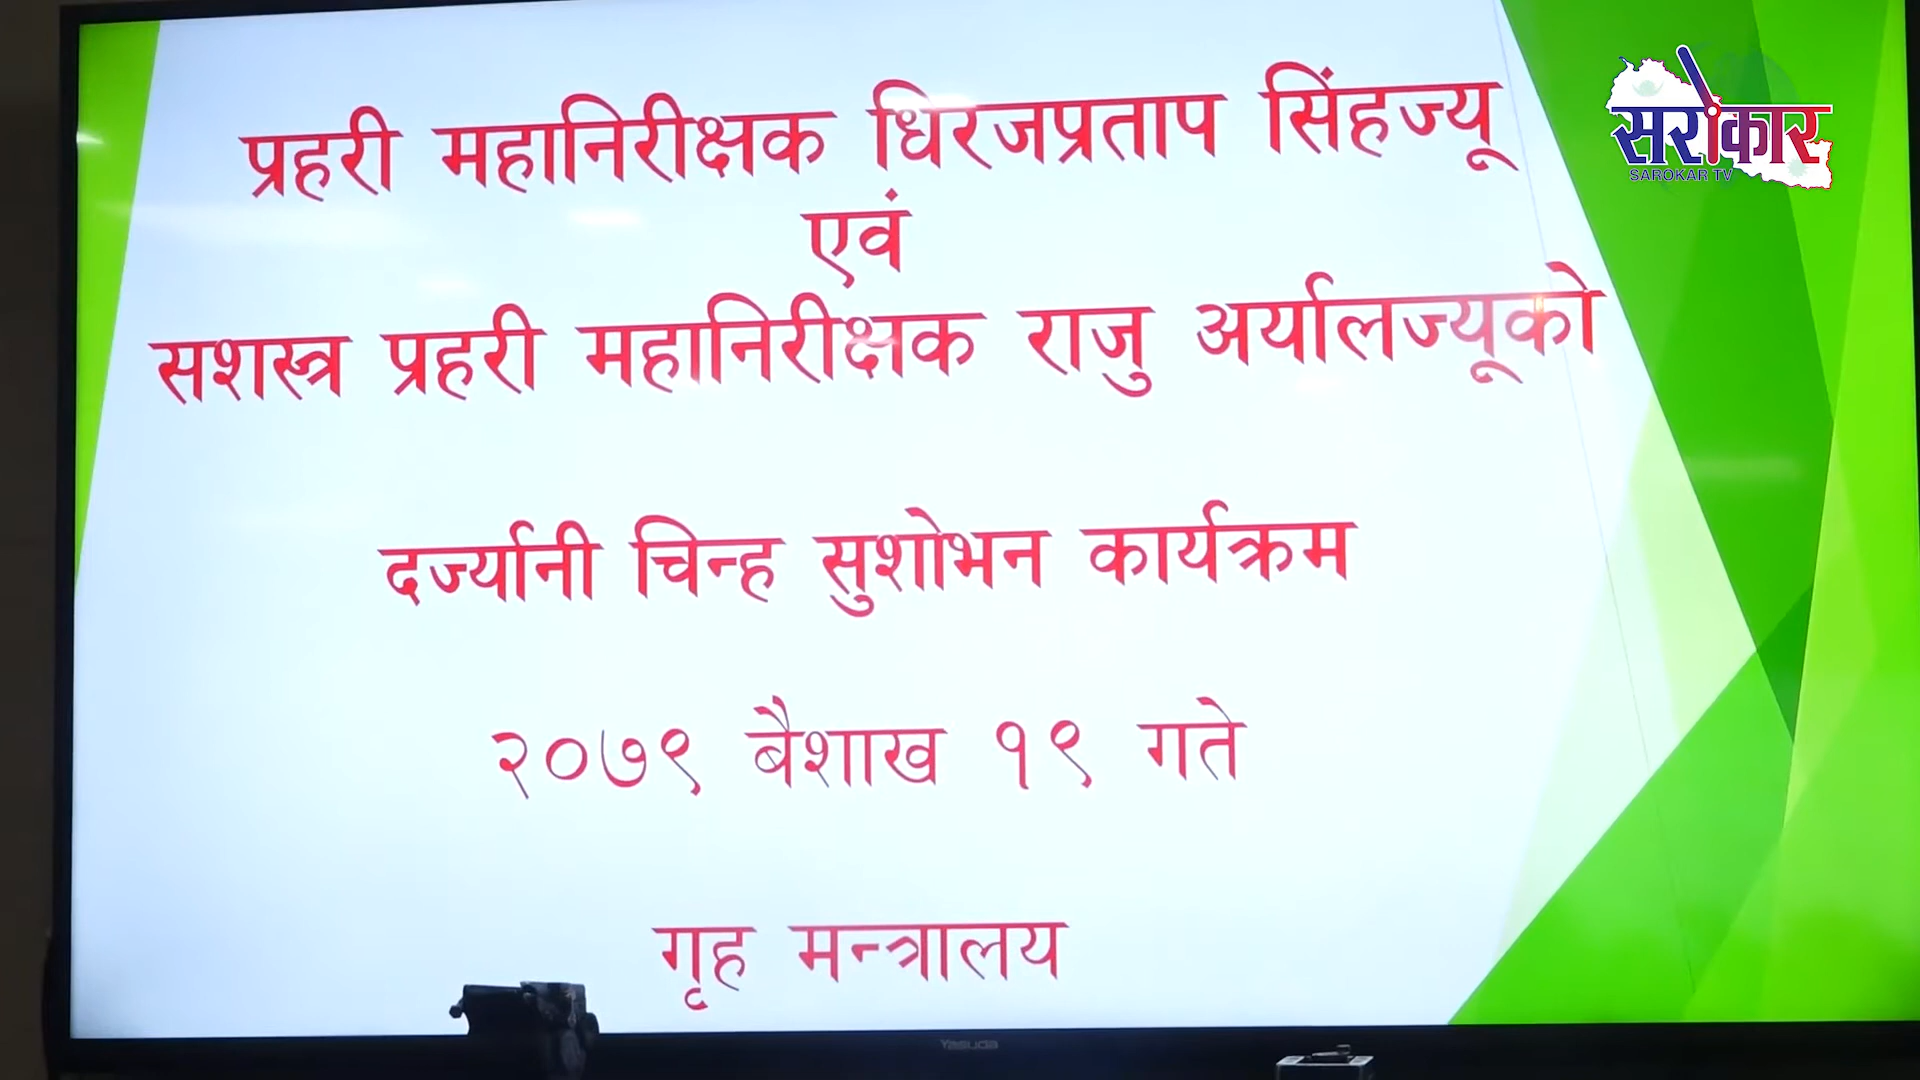 प्रहरी महानिरीक्षक धिरजप्रताप सिंहज्यू
एवं
सशस्त्र प्रहरी महानिरीक्षक राजु अर्यालज्यूको
दर्ज्यानी चिन्ह सुशोभन कार्यक्रम
२०७९ बैशाख १९ गते
गृह मन्त्रालय
सरोकार
SAROKAR TV
Yasuda